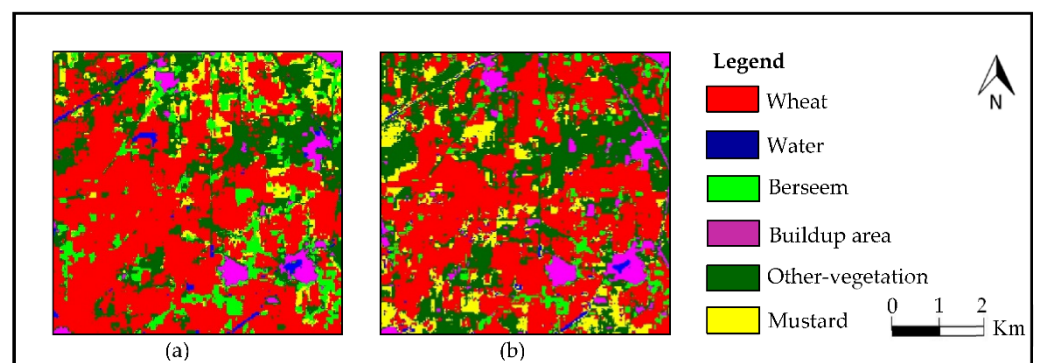 Legend
Wheat
Water
Berseem
Buildup area
Other-vegetation
Mustard
N
0 1 2
Km
(a)
(b)